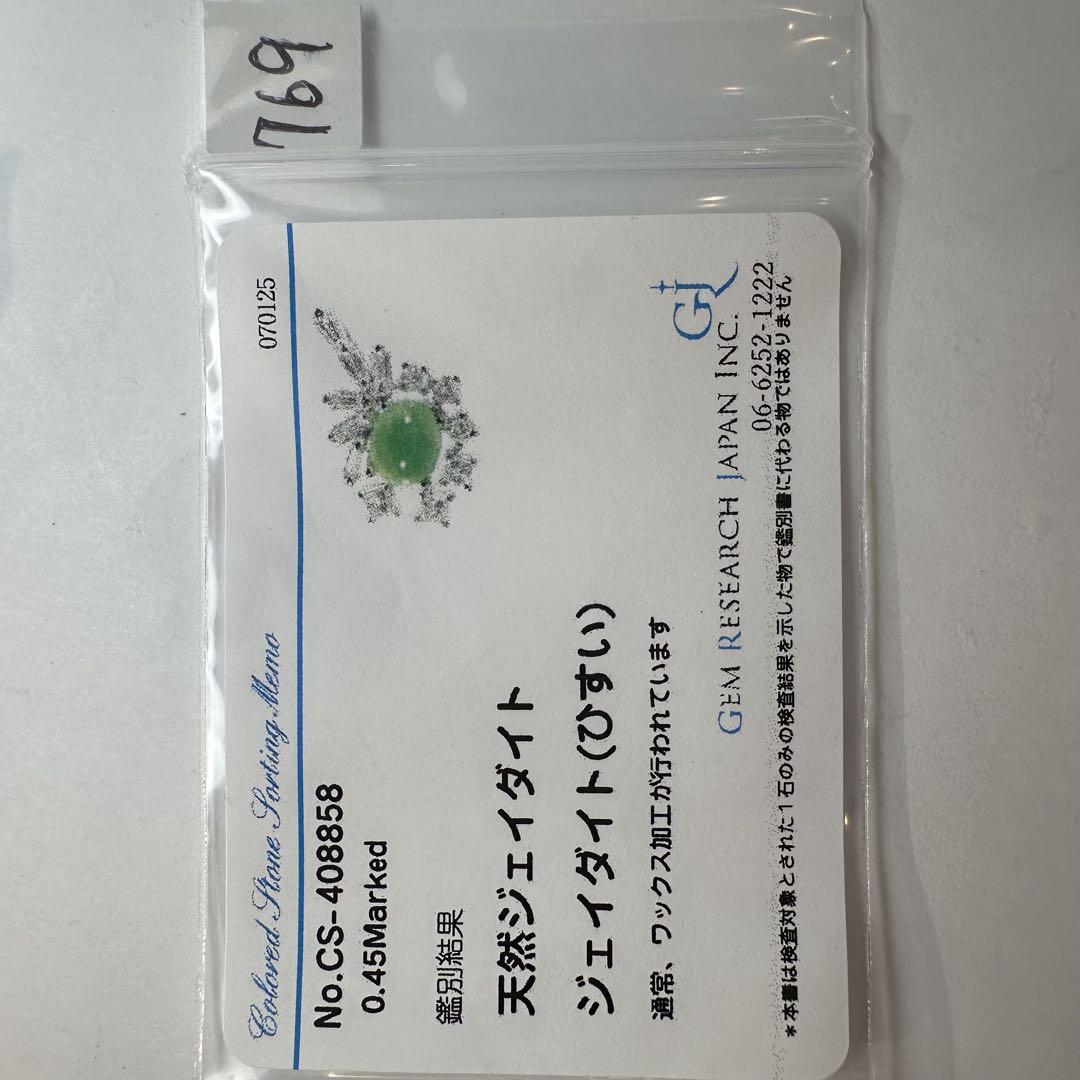 769
Colored Stone Sorting Memo
070125
No.CS-408858
0.45Marked
鑑別結果
天然ジェイダイト
ジェイダイト(ひすい)
通常、ワックス加工が行われています
GJR
GEM RESEARCH JAPAN INC.
06-6252-1222
*本書は検査対象とされた1石のみの検査結果を示した物で鑑別書に代わる物ではありません